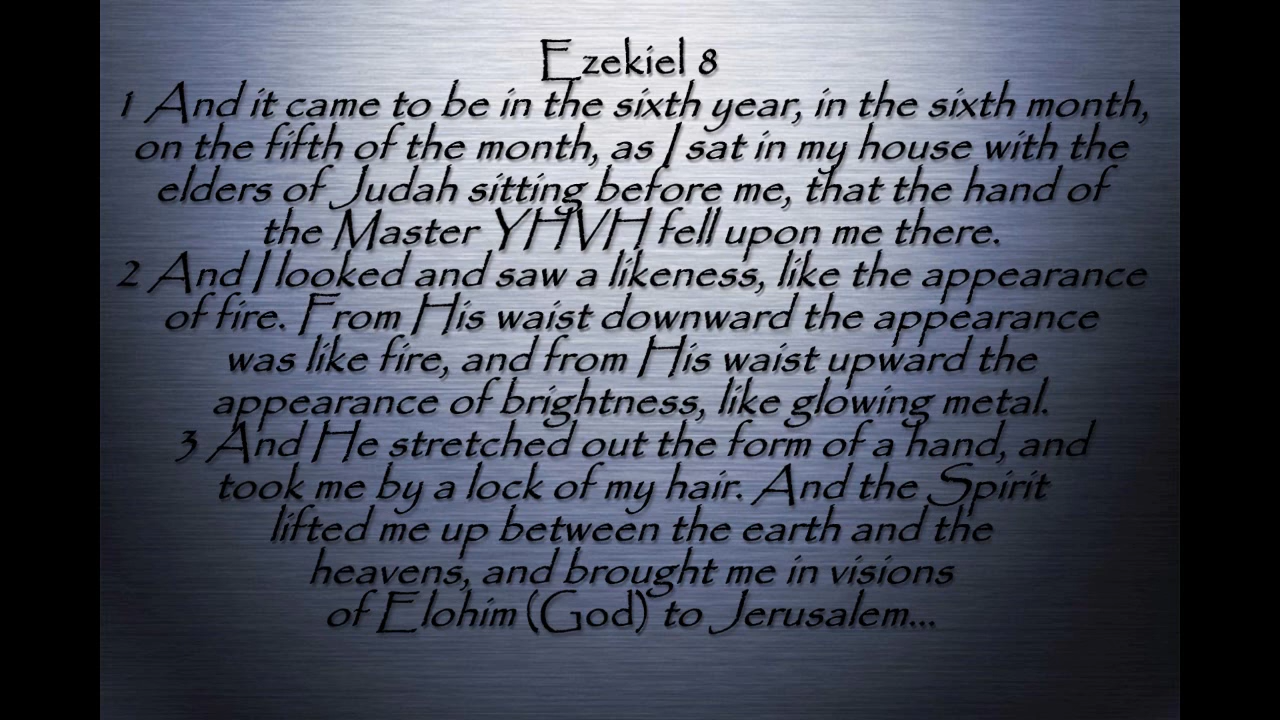 Ezekiel 8
1 And it came to be in the sixth year, in the sixth month,
on the fifth of the month, as I sat in my house with the
elders of Judah sitting before me, that the hand of
the Master YHVH fell upon me there.
2 And I looked and saw a likeness, like the appearance
of fire. From His waist downward the appearance
was like fire, and from His waist upward the
appearance of brightness, like glowing metal.
3 And He stretched out the form of a hand, and
took me by a lock of my hair. And the Spirit
lifted me up between the earth and the
heavens, and brought me in visions
of Elohim (God) to Jerusalem...